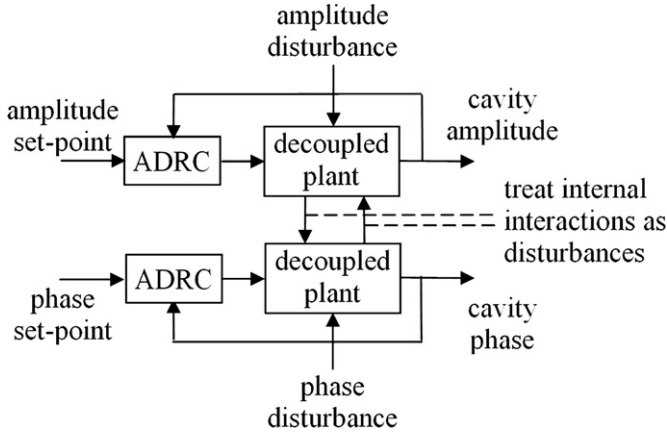 amplitude
disturbance
amplitude
set-point
ADRC
decoupled
plant
cavity
amplitude
treat internal
interactions as
disturbances
ADRC
decoupled
plant
phase
set-point
cavity
phase
phase
disturbance